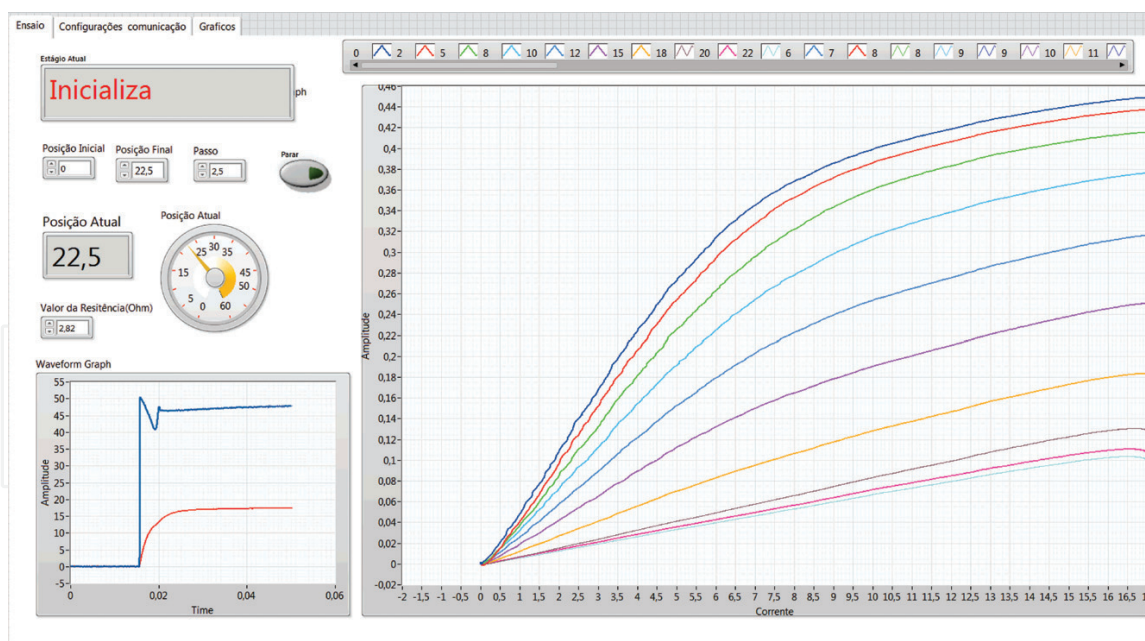 Ensaio Configurações comunicação Graficos
0 2 5 8 10 12 15 18 20 22 6 7 8 8 9 9 10 11
Estágio Atual
Inicializa
ph
Posição Inicial Posição Final Passo Parar
0 22,5 2,5
Posição Atual
22,5
Posição Atual
0 5 15 25 30 35 45 50 60
Valor da Resitência(Ohm)
2,82
Waveform Graph
Amplitude
55
50
45
40
35
30
25
20
15
10
5
0
-5
0 0,02 0,04 0,06
Time
Amplitude
0,46
0,44
0,42
0,4
0,38
0,36
0,34
0,32
0,3
0,28
0,26
0,24
0,22
0,2
0,18
0,16
0,14
0,12
0,1
0,08
0,06
0,04
0,02
0
-0,02
-2 -1,5 -1 -0,5 0 0,5 1 1,5 2 2,5 3 3,5 4 4,5 5 5,5 6 6,5 7 7,5 8 8,5 9 9,5 10 10,5 11 11,5 12 12,5 13 13,5 14 14,5 15 15,5 16 16,5
Corrente